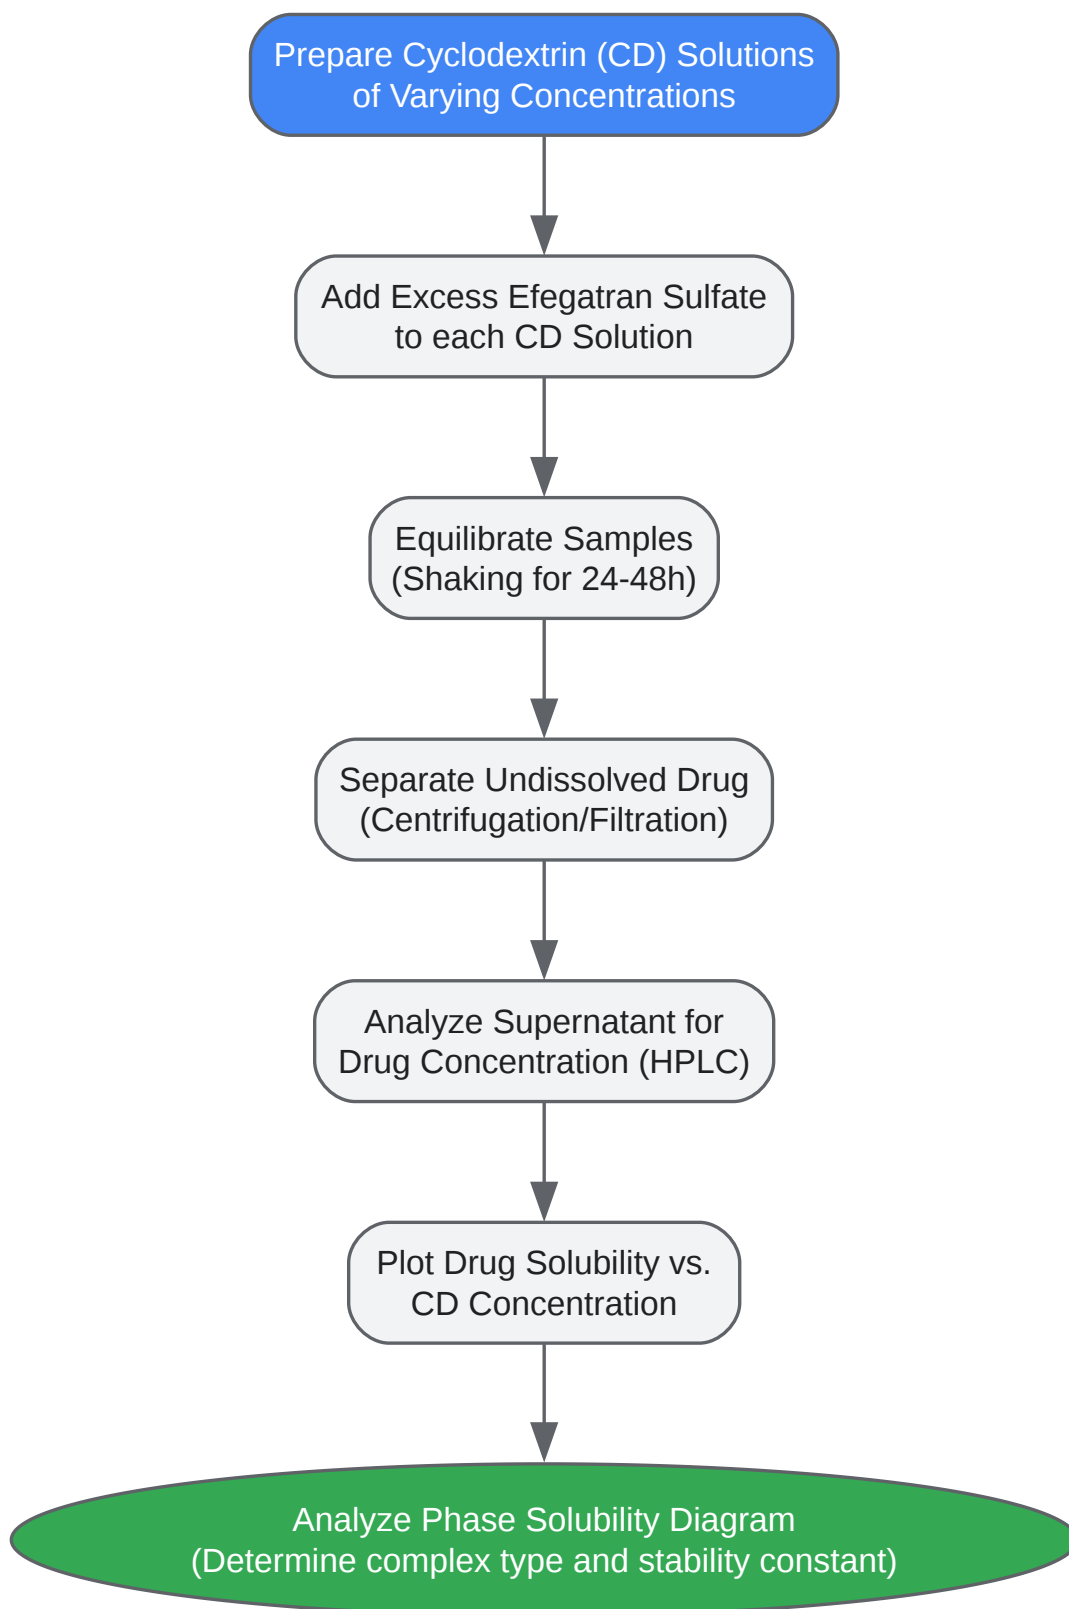 Prepare Cyclodextrin (CD) Solutions
of Varying Concentrations
Add Excess Efegatran Sulfate
to each CD Solution
Equilibrate Samples
(Shaking for 24-48h)
Separate Undissolved Drug
(Centrifugation/Filtration)
Analyze Supernatant for
Drug Concentration (HPLC)
Plot Drug Solubility vs.
CD Concentration
Analyze Phase Solubility Diagram
(Determine complex type and stability constant)